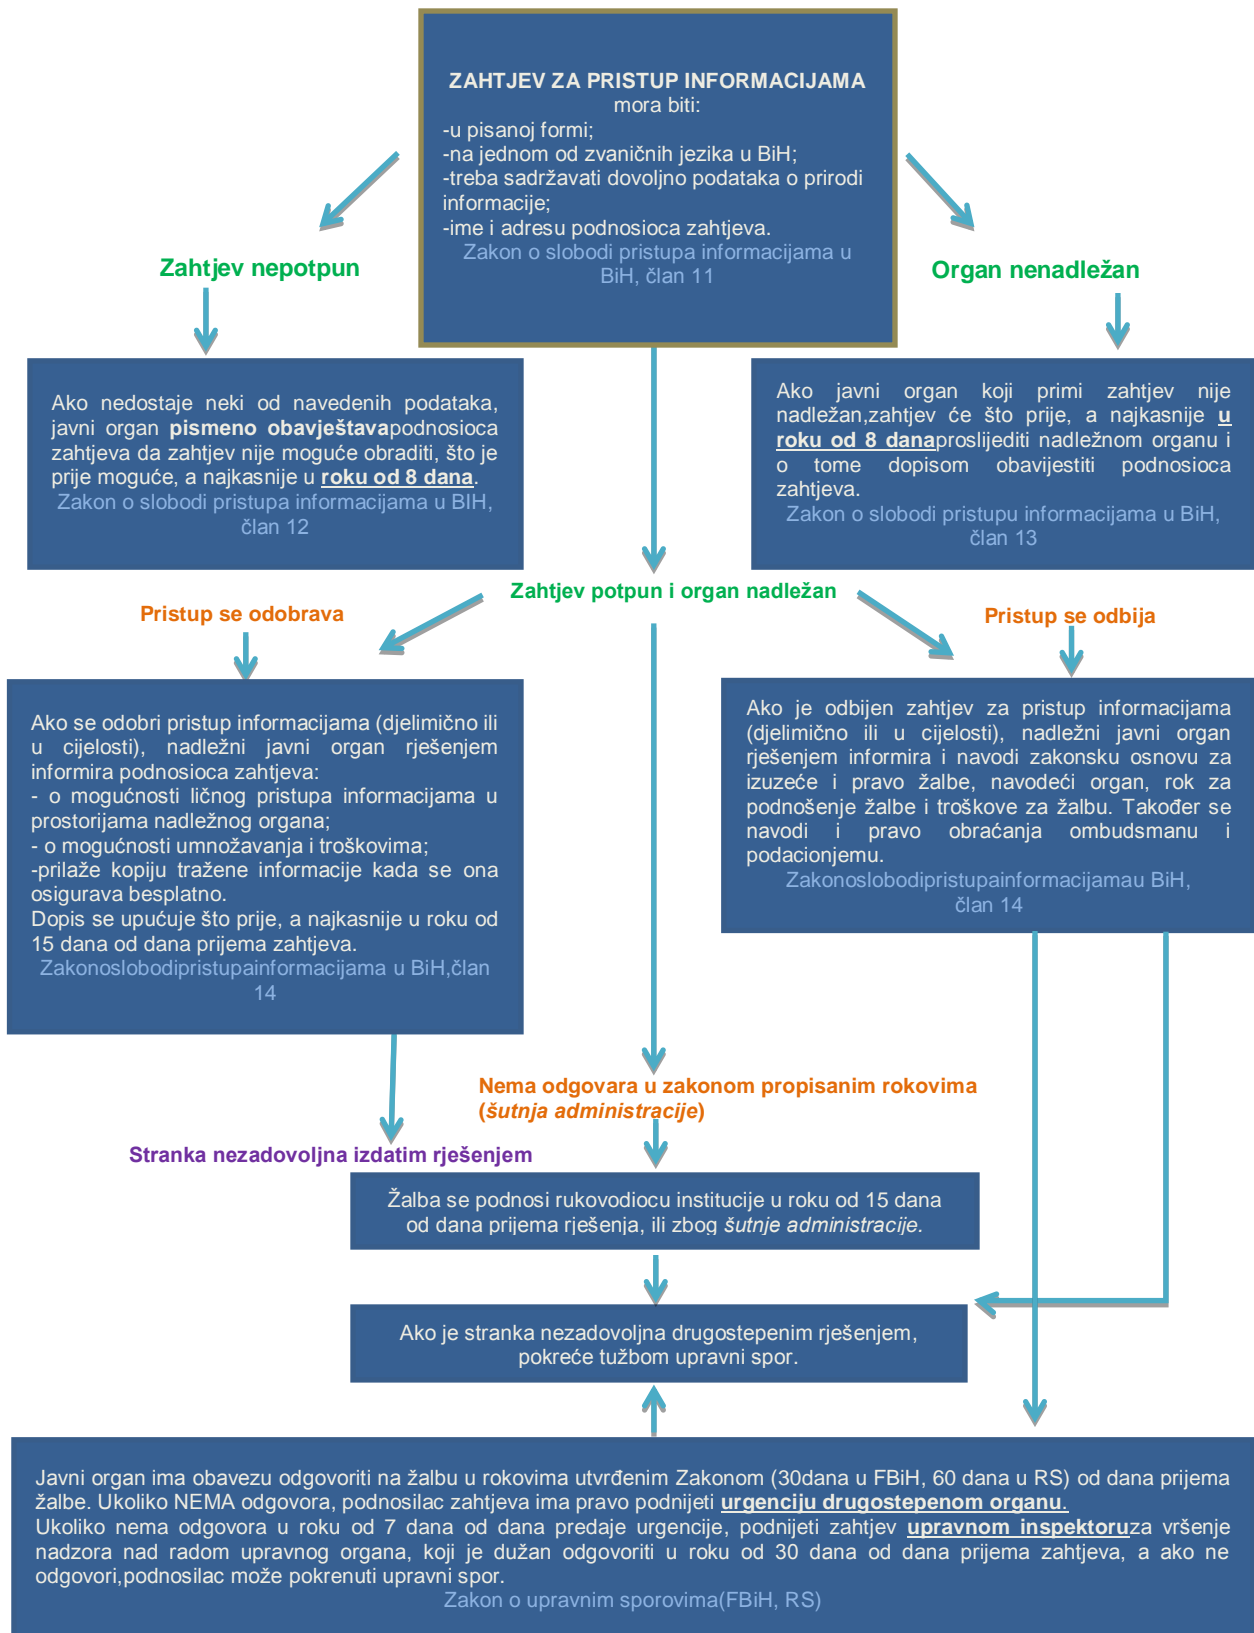 ZAHTJEV ZA PRISTUP INFORMACIJAMA
mora biti:
-u pisanoj formi;
-na jednom od zvaničnih jezika u BiH;
-treba sadržavati dovoljno podataka o prirodi
informacije;
-ime i adresu podnosioca zahtjeva.
Zakon o slobodi pristupa informacijama u
BiH, član 11
Zahtjev nepotpun
Organ nenadležan
Ako nedostaje neki od navedenih podataka,
javni organ pismeno obavještavapodnosioca
zahtjeva da zahtjev nije moguće obraditi, što je
prije moguće, a najkasnije u roku od 8 dana.
Zakon o slobodi pristupa informacijama u BIH,
član 12
Ako javni organ koji primi zahtjev nije
nadležan,zahtjev će što prije, a najkasnije u
roku od 8 danaproslijediti nadležnom organu i
o tome dopisom obavijestiti podnosioca
zahtjeva.
Zakon o slobodi pristupu informacijama u BiH,
član 13
Zahtjev potpun i organ nadležan
Pristup se odobrava
Pristup se odbija
Ako se odobri pristup informacijama (djelimično ili
u cijelosti), nadležni javni organ rješenjem
informira podnosioca zahtjeva:
- o mogućnosti ličnog pristupa informacijama u
prostorijama nadležnog organa;
- o mogućnosti umnožavanja i troškovima;
-prilaže kopiju tražene informacije kada se ona
osigurava besplatno.
Dopis se upućuje što prije, a najkasnije u roku od
15 dana od dana prijema zahtjeva.
Zakonoslobodipristupainformacijama u BiH,član
14
Ako je odbijen zahtjev za pristup informacijama
(djelimično ili u cijelosti), nadležni javni organ
rješenjem informira i navodi zakonsku osnovu za
izuzeće i pravo žalbe, navodeći organ, rok za
podnošenje žalbe i troškove za žalbu. Također se
navodi i pravo obraćanja ombudsmanu i
podacionjemu.
Zakonoslobodipristupainformacijamau BiH,
član 14
Nema odgovara u zakonom propisanim rokovima
(šutnja administracije)
Stranka nezadovoljna izdatim rješenjem
Žalba se podnosi rukovodiocu institucije u roku od 15 dana
od dana prijema rješenja, ili zbog šutnje administracije.
Ako je stranka nezadovoljna drugostepenim rješenjem,
pokreće tužbom upravni spor.
Javni organ ima obavezu odgovoriti na žalbu u rokovima utvrđenim Zakonom (30dana u FBiH, 60 dana u RS) od dana prijema
žalbe. Ukoliko NEMA odgovora, podnosilac zahtjeva ima pravo podnijeti urgenciju drugostepenom organu.
Ukoliko nema odgovora u roku od 7 dana od dana predaje urgencije, podnijeti zahtjev upravnom inspektoruza vršenje
nadzora nad radom upravnog organa, koji je dužan odgovoriti u roku od 30 dana od dana prijema zahtjeva, a ako ne
odgovori,podnosilac može pokrenuti upravni spor.
Zakon o upravnim sporovima(FBiH, RS)